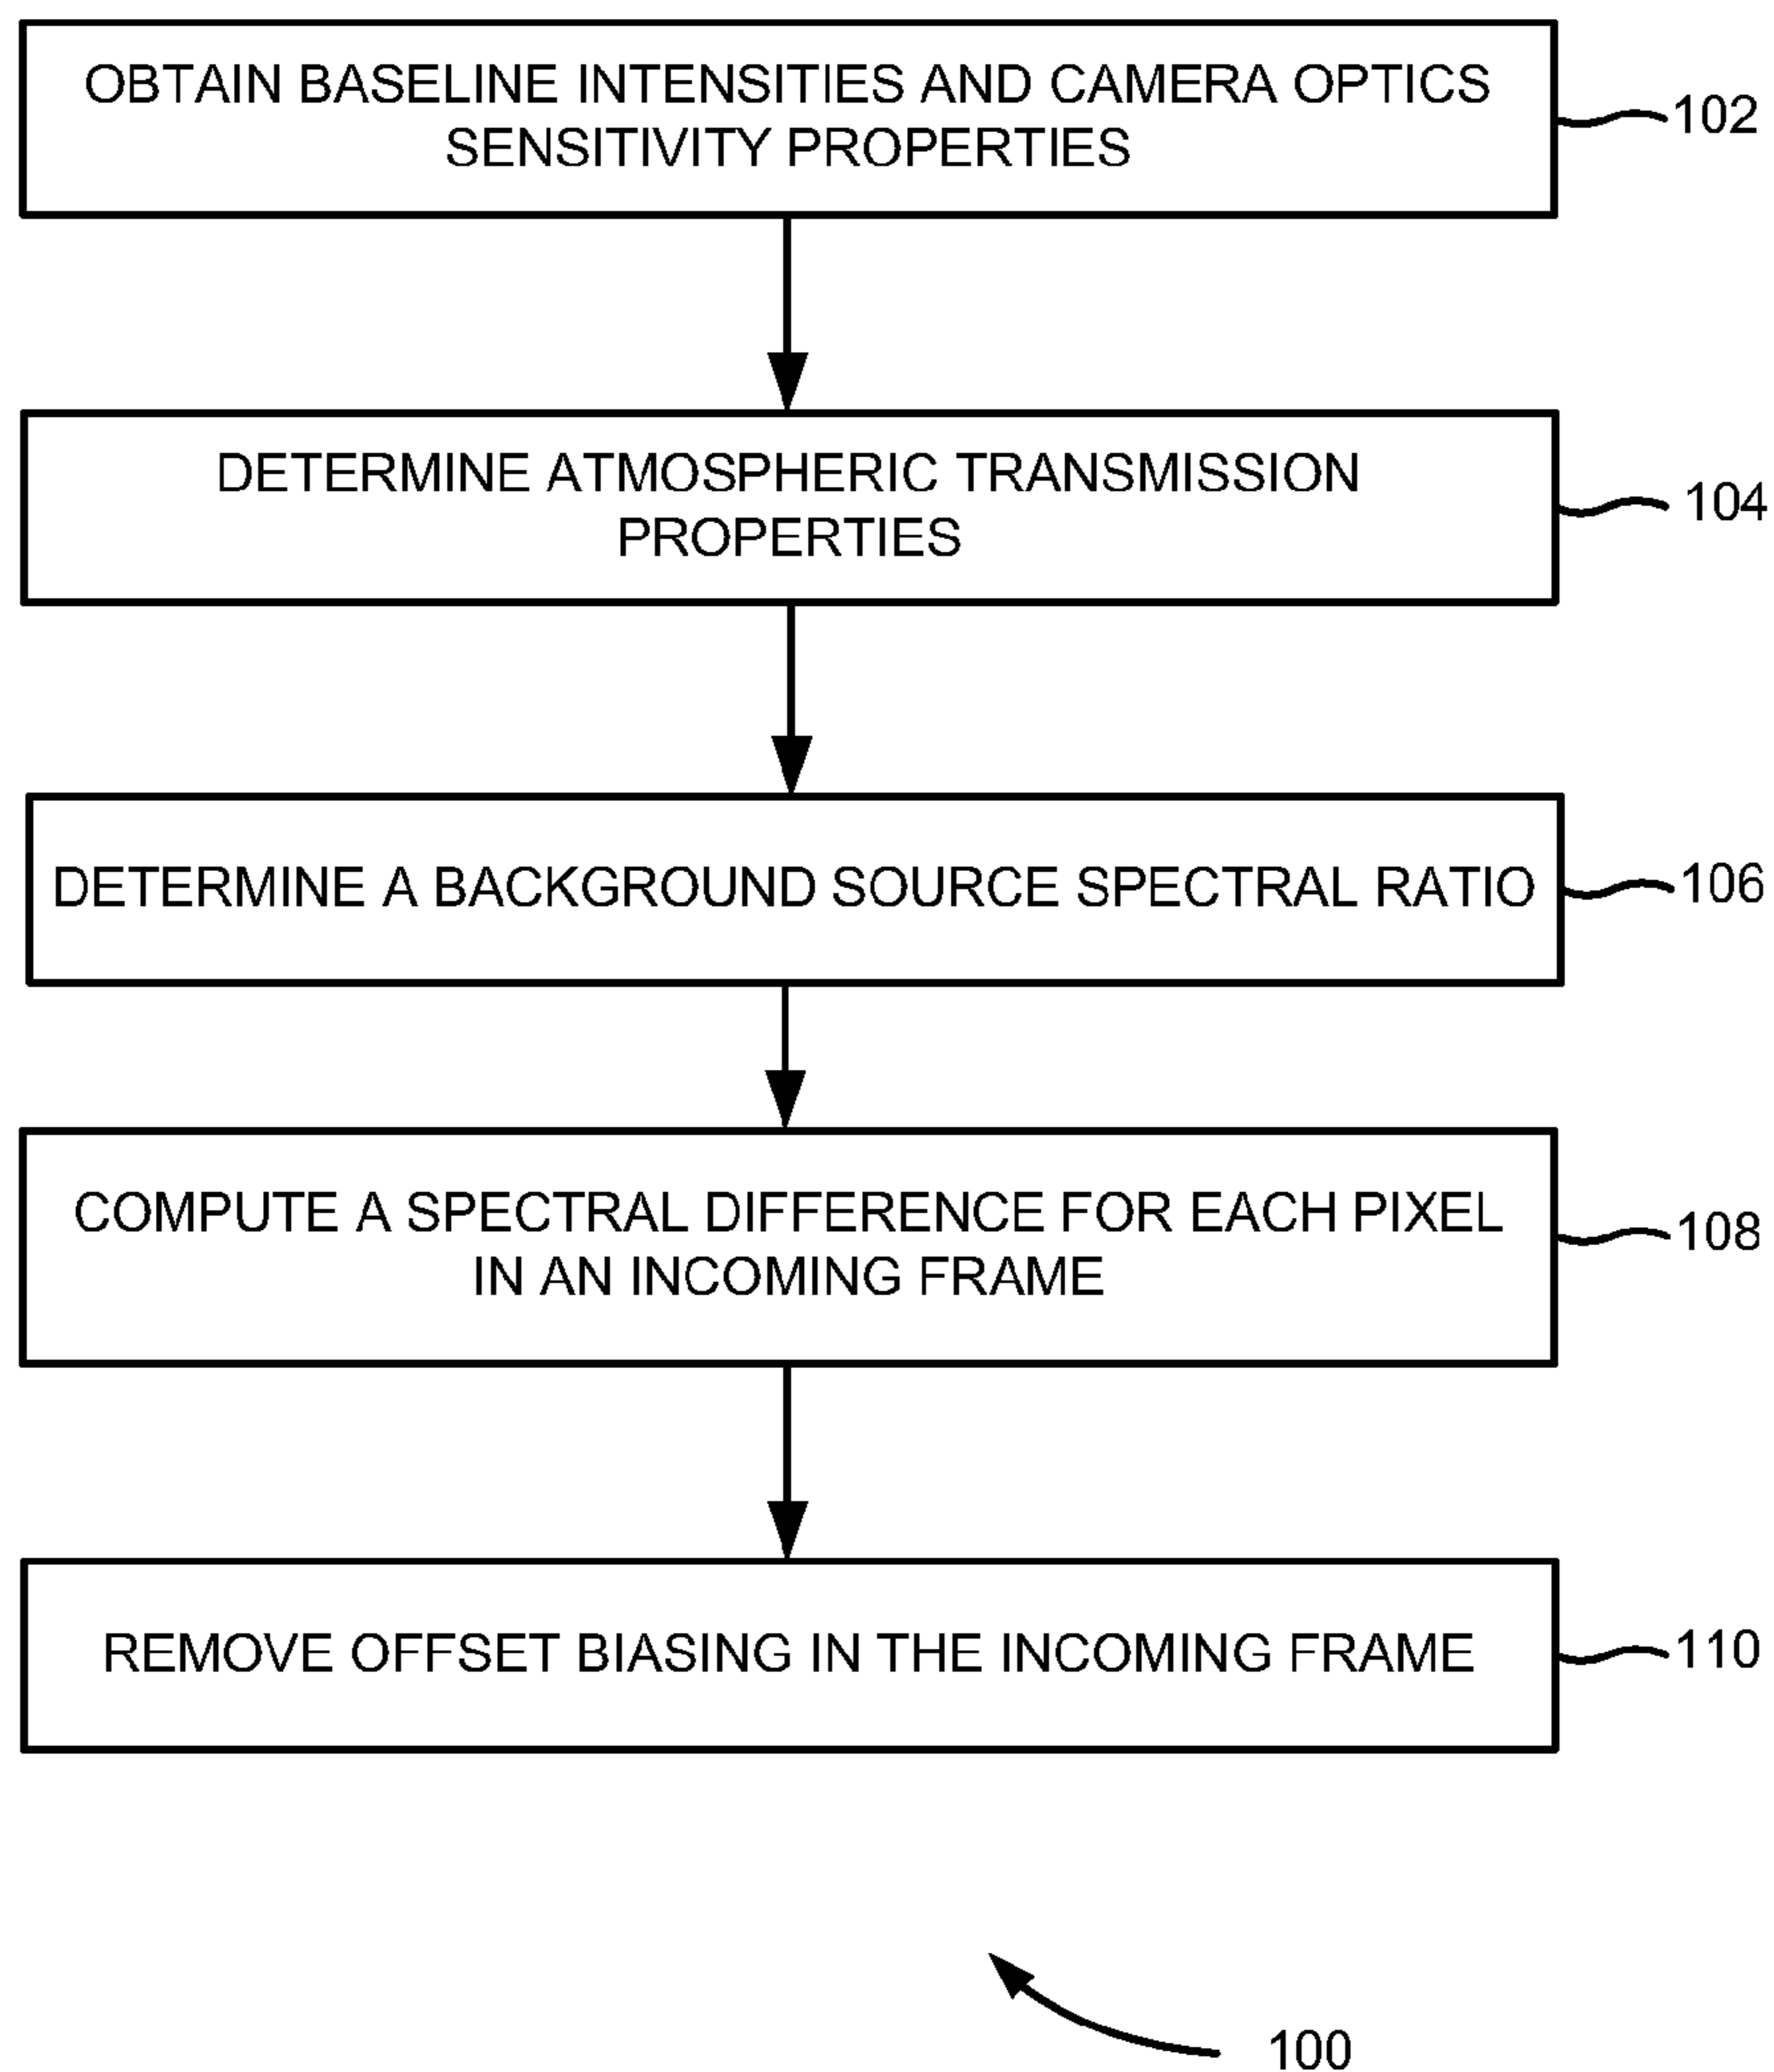 OBTAIN BASELINE INTENSITIES AND CAMERA OPTICS
SENSITIVITY PROPERTIES
102
DETERMINE ATMOSPHERIC TRANSMISSION
PROPERTIES
104
DETERMINE A BACKGROUND SOURCE SPECTRAL RATIO
106
COMPUTE A SPECTRAL DIFFERENCE FOR EACH PIXEL
IN AN INCOMING FRAME
108
REMOVE OFFSET BIASING IN THE INCOMING FRAME
110
100